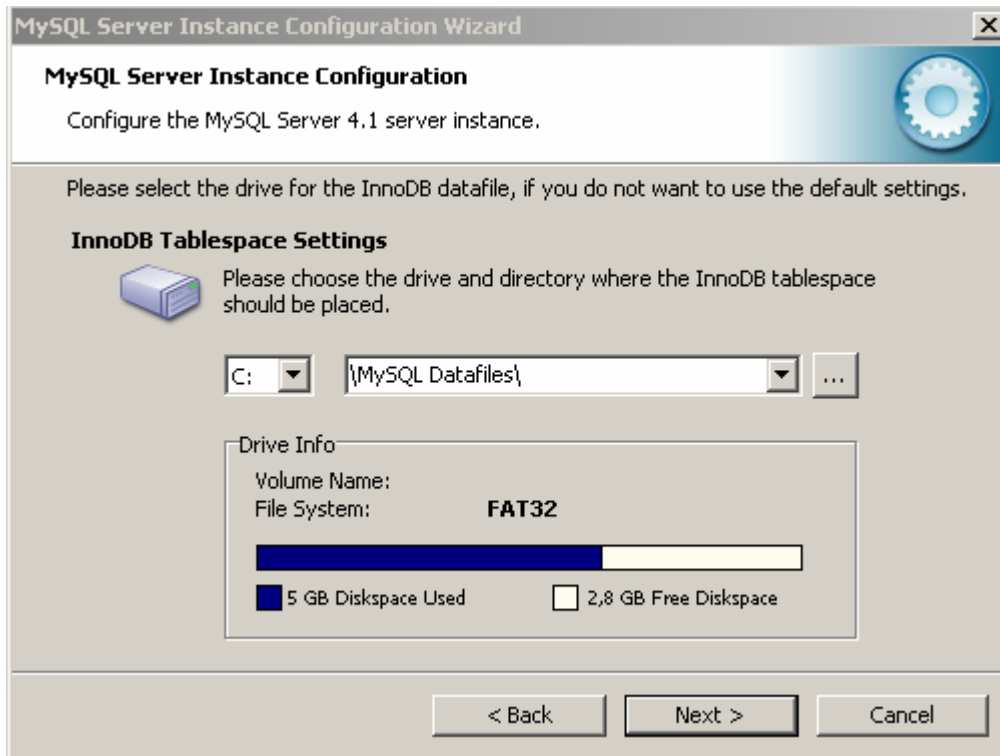 MySQL Server Instance Configuration Wizard
MySQL Server Instance Configuration
Configure the MySQL Server 4.1 server instance.
Please select the drive for the InnoDB datafile, if you do not want to use the default settings.
InnoDB Tablespace Settings
Please choose the drive and directory where the InnoDB tablespace
should be placed.
C: \MySQL Datafiles\ ...
Drive Info
Volume Name:
File System: FAT32
5 GB Diskspace Used 2,8 GB Free Diskspace
< Back Next > Cancel